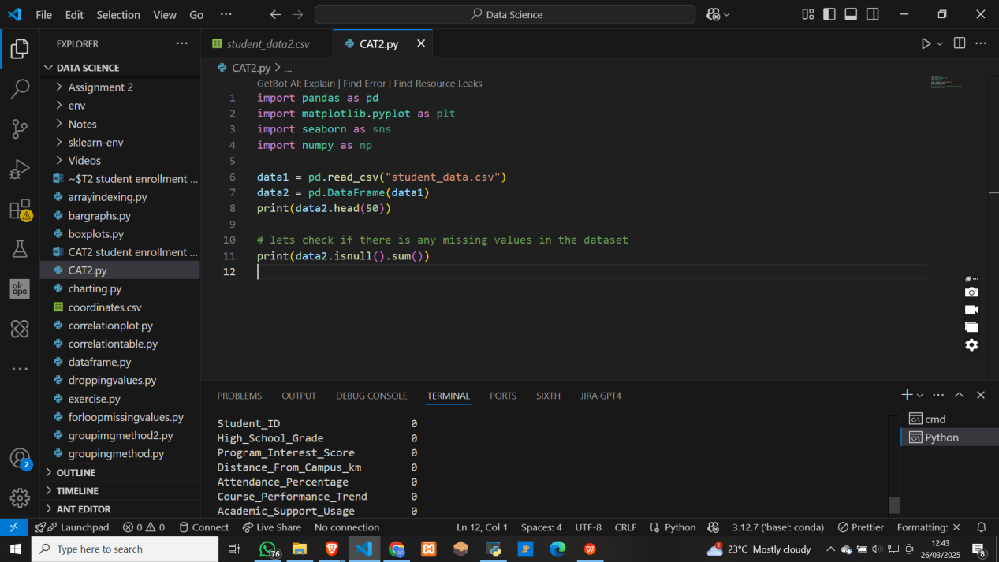 File Edit Selection View Go ··· Data Science
EXPLORER ···
DATA SCIENCE
Assignment 2
env
Notes
sklearn-env
Videos
~$T2 student enrollment ...
arrayindexing.py
bargraphs.py
boxplots.py
CAT2 student enrollment ...
CAT2.py
charting.py
coordinates.csv
correlationplot.py
correlationtable.py
dataframe.py
droppingvalues.py
exercise.py
forloopmissingvalues.py
groupimgmethod2.py
groupingmethod.py
OUTLINE
TIMELINE
ANT EDITOR
air
ops
2
student_data2.csv CAT2.py
CAT2.py > ...
GetBot AI: Explain | Find Error | Find Resource Leaks
1 import pandas as pd
2 import matplotlib.pyplot as plt
3 import seaborn as sns
4 import numpy as np
5
6 data1 = pd.read_csv("student_data.csv")
7 data2 = pd.DataFrame(data1)
8 print(data2.head(50))
9
10 # lets check if there is any missing values in the dataset
11 print(data2.isnull().sum())
12
PROBLEMS OUTPUT DEBUG CONSOLE TERMINAL PORTS SIXTH JIRA GPT4
Student_ID 0
High_School_Grade 0
Program_Interest_Score 0
Distance_From_Campus_km 0
Attendance_Percentage 0
Course_Performance_Trend 0
Academic_Support_Usage 0
cmd
Python
Launchpad 0 0 Connect Live Share No connection Ln 12, Col 1 Spaces: 4 UTF-8 CRLF Python 3.12.7 ('base': conda) Prettier Formatting: ×
Type here to search 76 1 23°C Mostly cloudy 12:43
26/03/2025 8